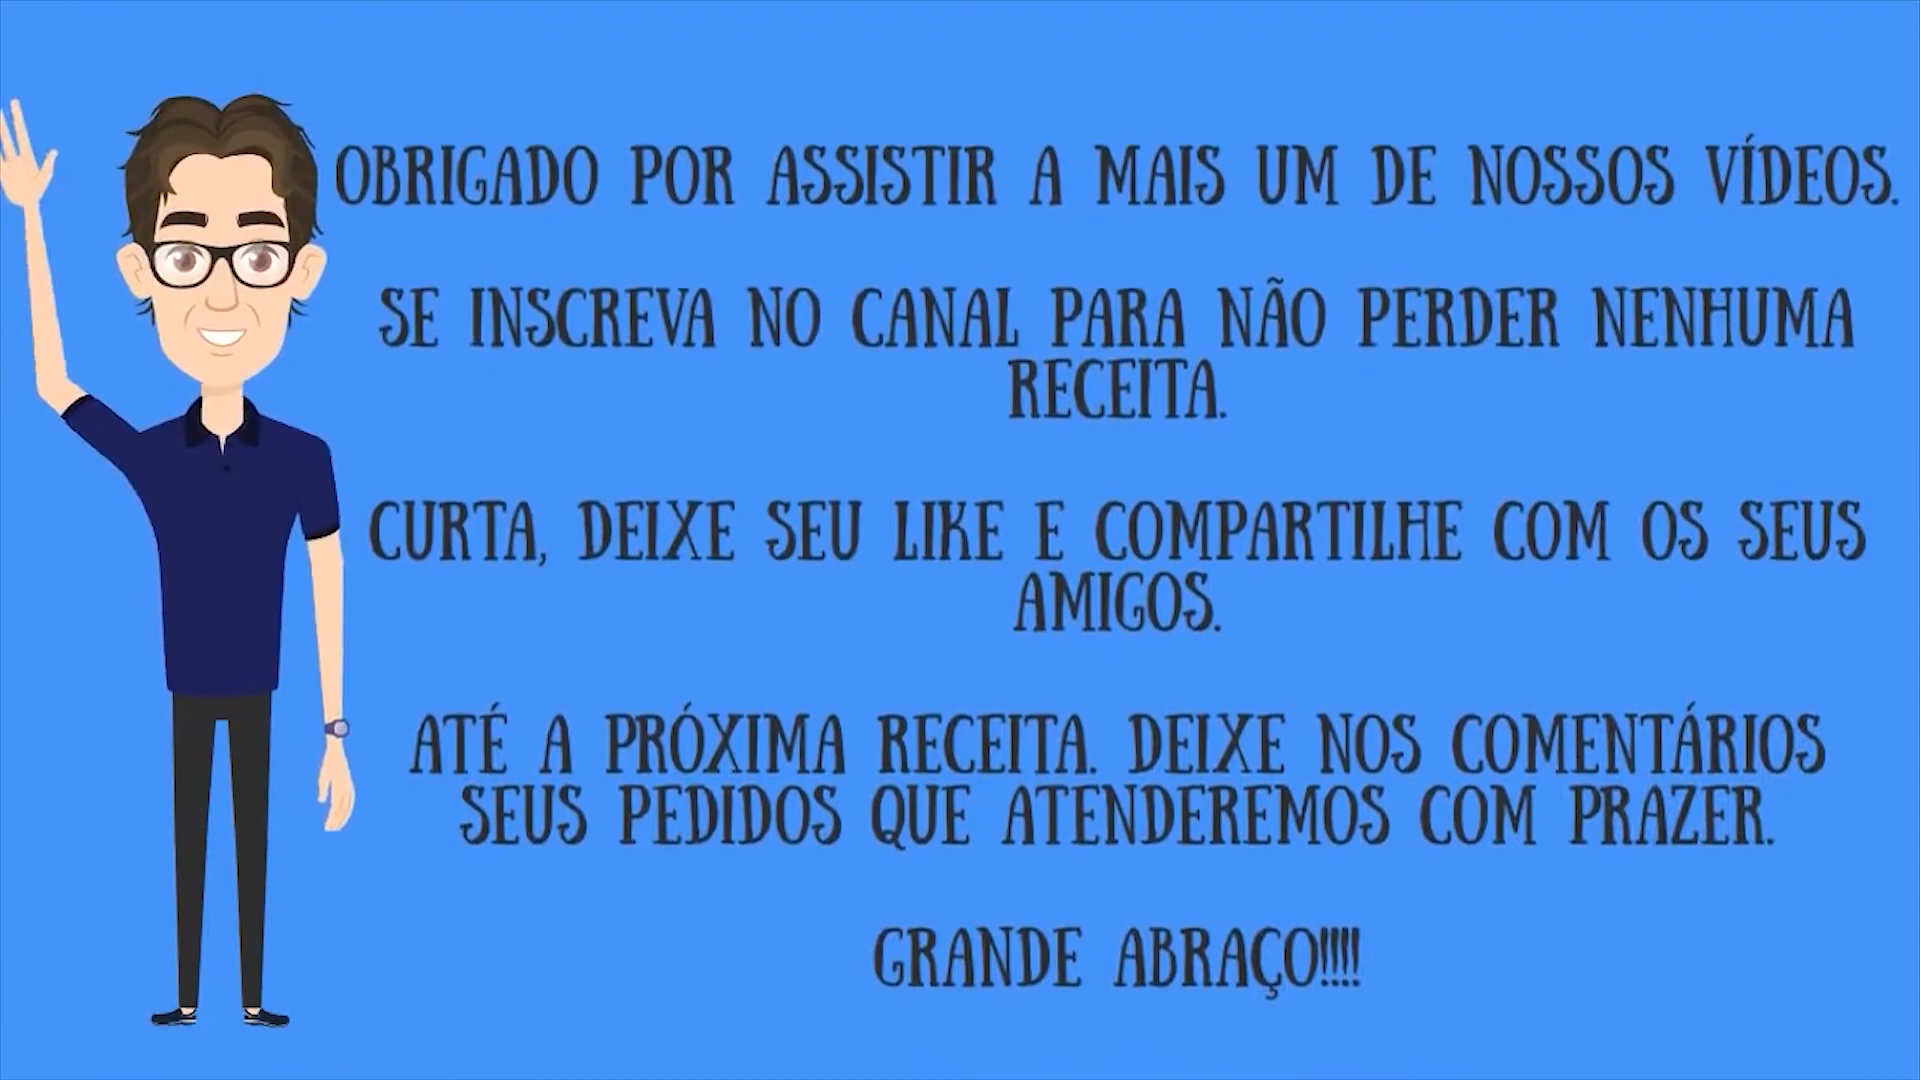 OBRIGADO POR ASSISTIR A MAIS UM DE NOSSOS VÍDEOS.
SE INSCREVA NO CANAL PARA NÃO PERDER NENHUMA
RECEITA.
CURTA, DEIXE SEU LIKE E COMPARTILHE COM OS SEUS
AMIGOS.
ATÉ A PRÓXIMA RECEITA. DEIXE NOS COMENTÁRIOS
SEUS PEDIDOS QUE ATENDEREMOS COM PRAZER.
GRANDE ABRAÇO!!!!